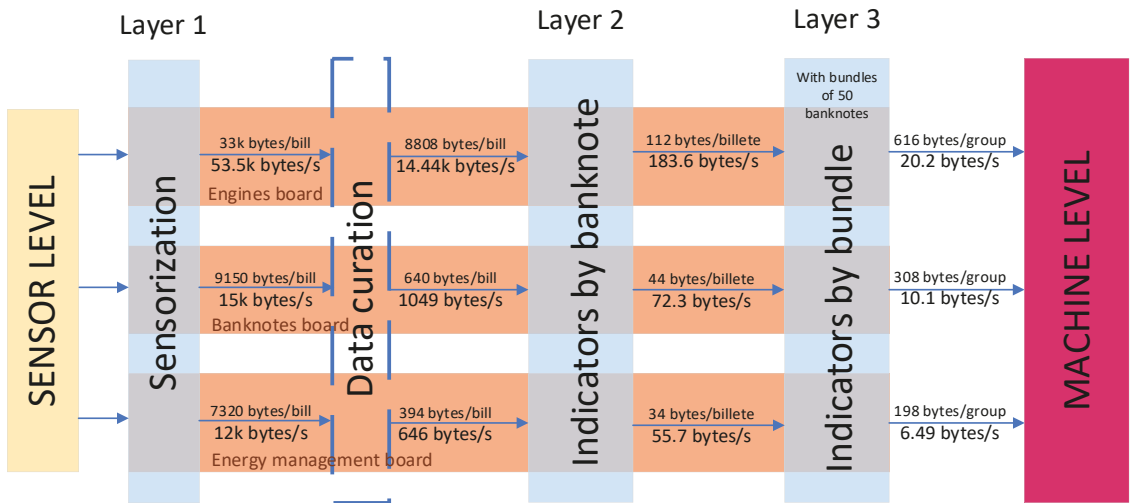 Layer 1
Layer 2
Layer 3
SENSOR LEVEL
Sensorization
Data curation
Indicators by banknote
Indicators by bundle
With bundles
of 50
banknotes
MACHINE LEVEL
33k bytes/bill
53.5k bytes/s
Engines board
8808 bytes/bill
14.44k bytes/s
112 bytes/billete
183.6 bytes/s
616 bytes/group
20.2 bytes/s
9150 bytes/bill
15k bytes/s
Banknotes board
640 bytes/bill
1049 bytes/s
44 bytes/billete
72.3 bytes/s
308 bytes/group
10.1 bytes/s
7320 bytes/bill
12k bytes/s
Energy management board
394 bytes/bill
646 bytes/s
34 bytes/billete
55.7 bytes/s
198 bytes/group
6.49 bytes/s